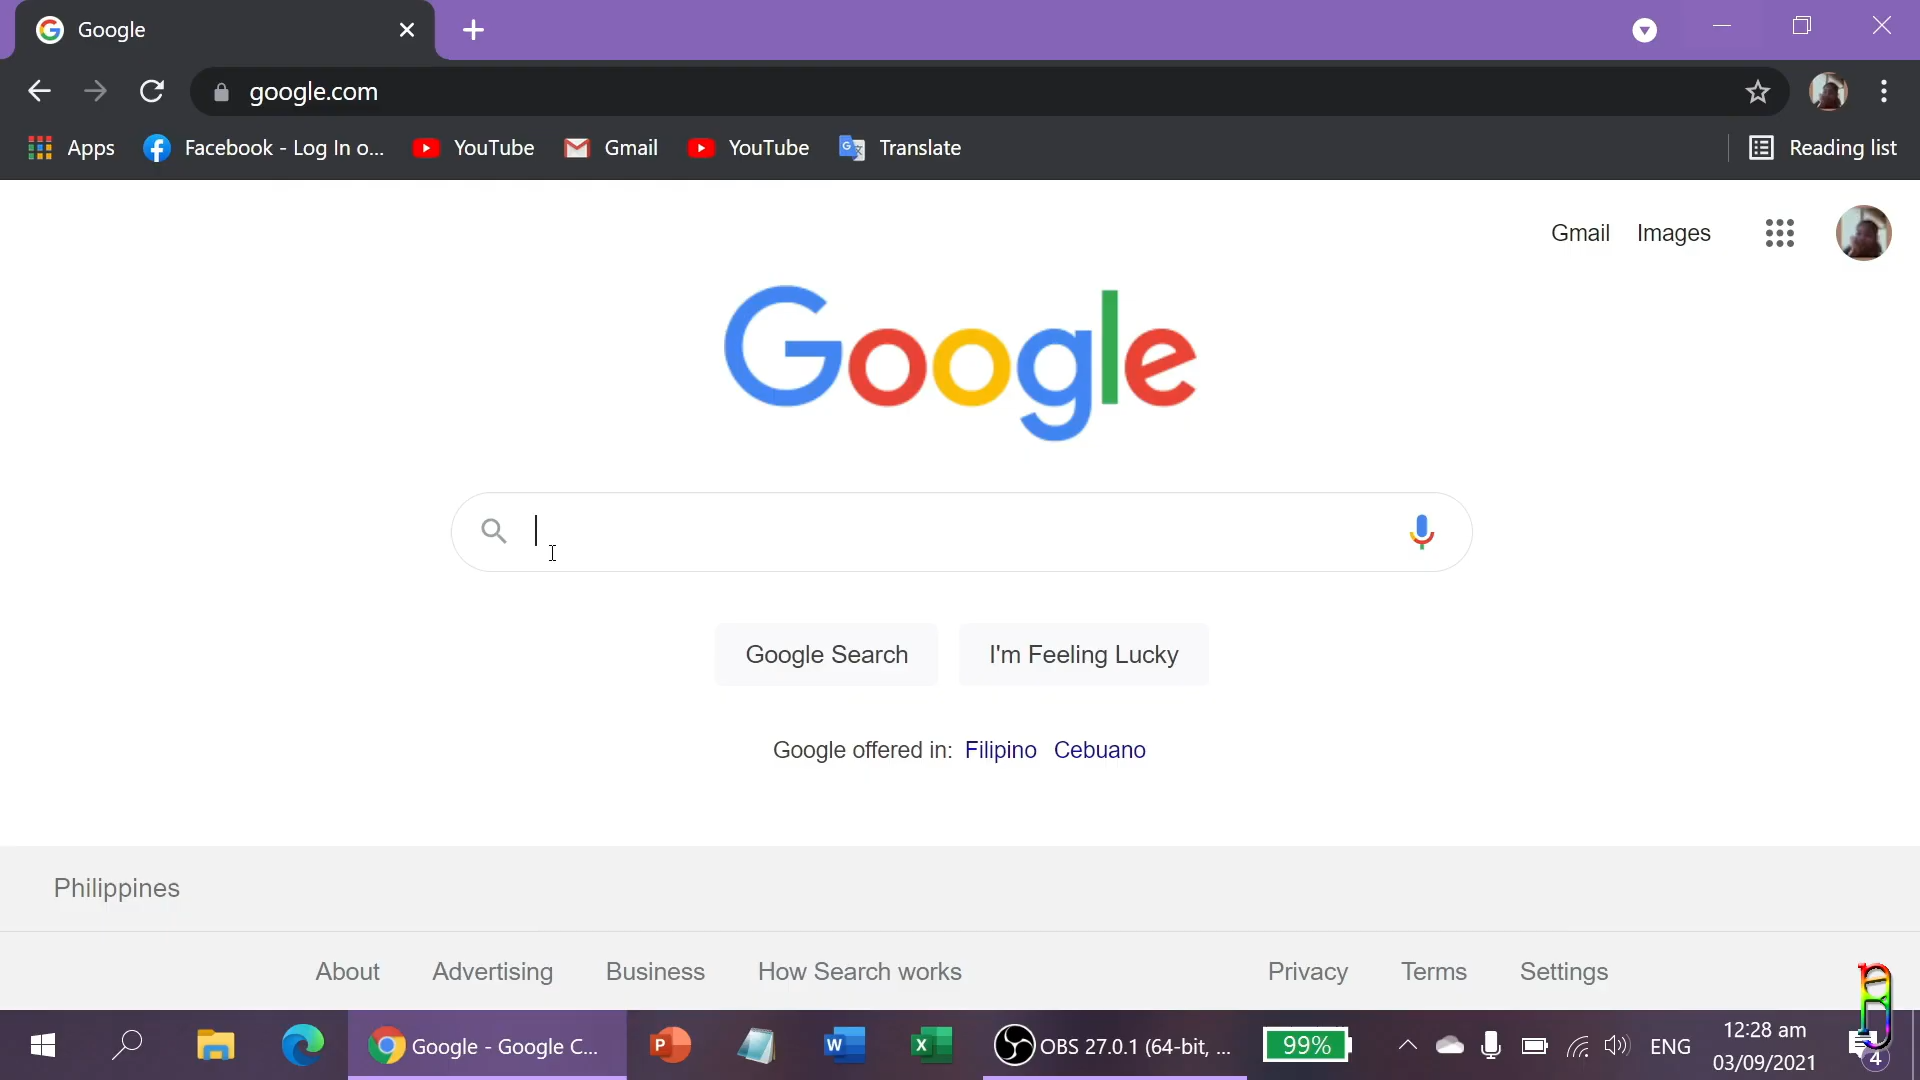 Google
google.com
Apps Facebook - Log In o... YouTube Gmail YouTube Translate Reading list
Gmail Images
Google
Google Search I'm Feeling Lucky
Google offered in: Filipino Cebuano
Philippines
About Advertising Business How Search works Privacy Terms Settings
Google - Google C... OBS 27.0.1 (64-bit, ... 99% ENG 12:28 am
03/09/2021
4